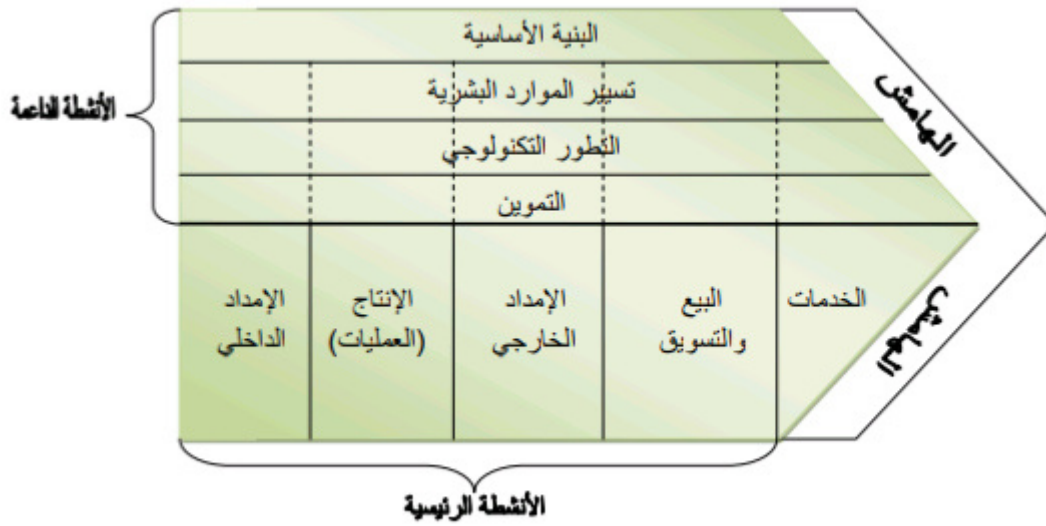 البنية الأساسية
تسيير الموارد البشرية
التطور التكنولوجي
التموين
الأنشطة الداعمة
الهامش
الإمداد
الداخلي
الإنتاج
(العمليات)
الإمداد
الخارجي
البيع
والتسويق
الخدمات
الهامش
الأنشطة الرئيسية